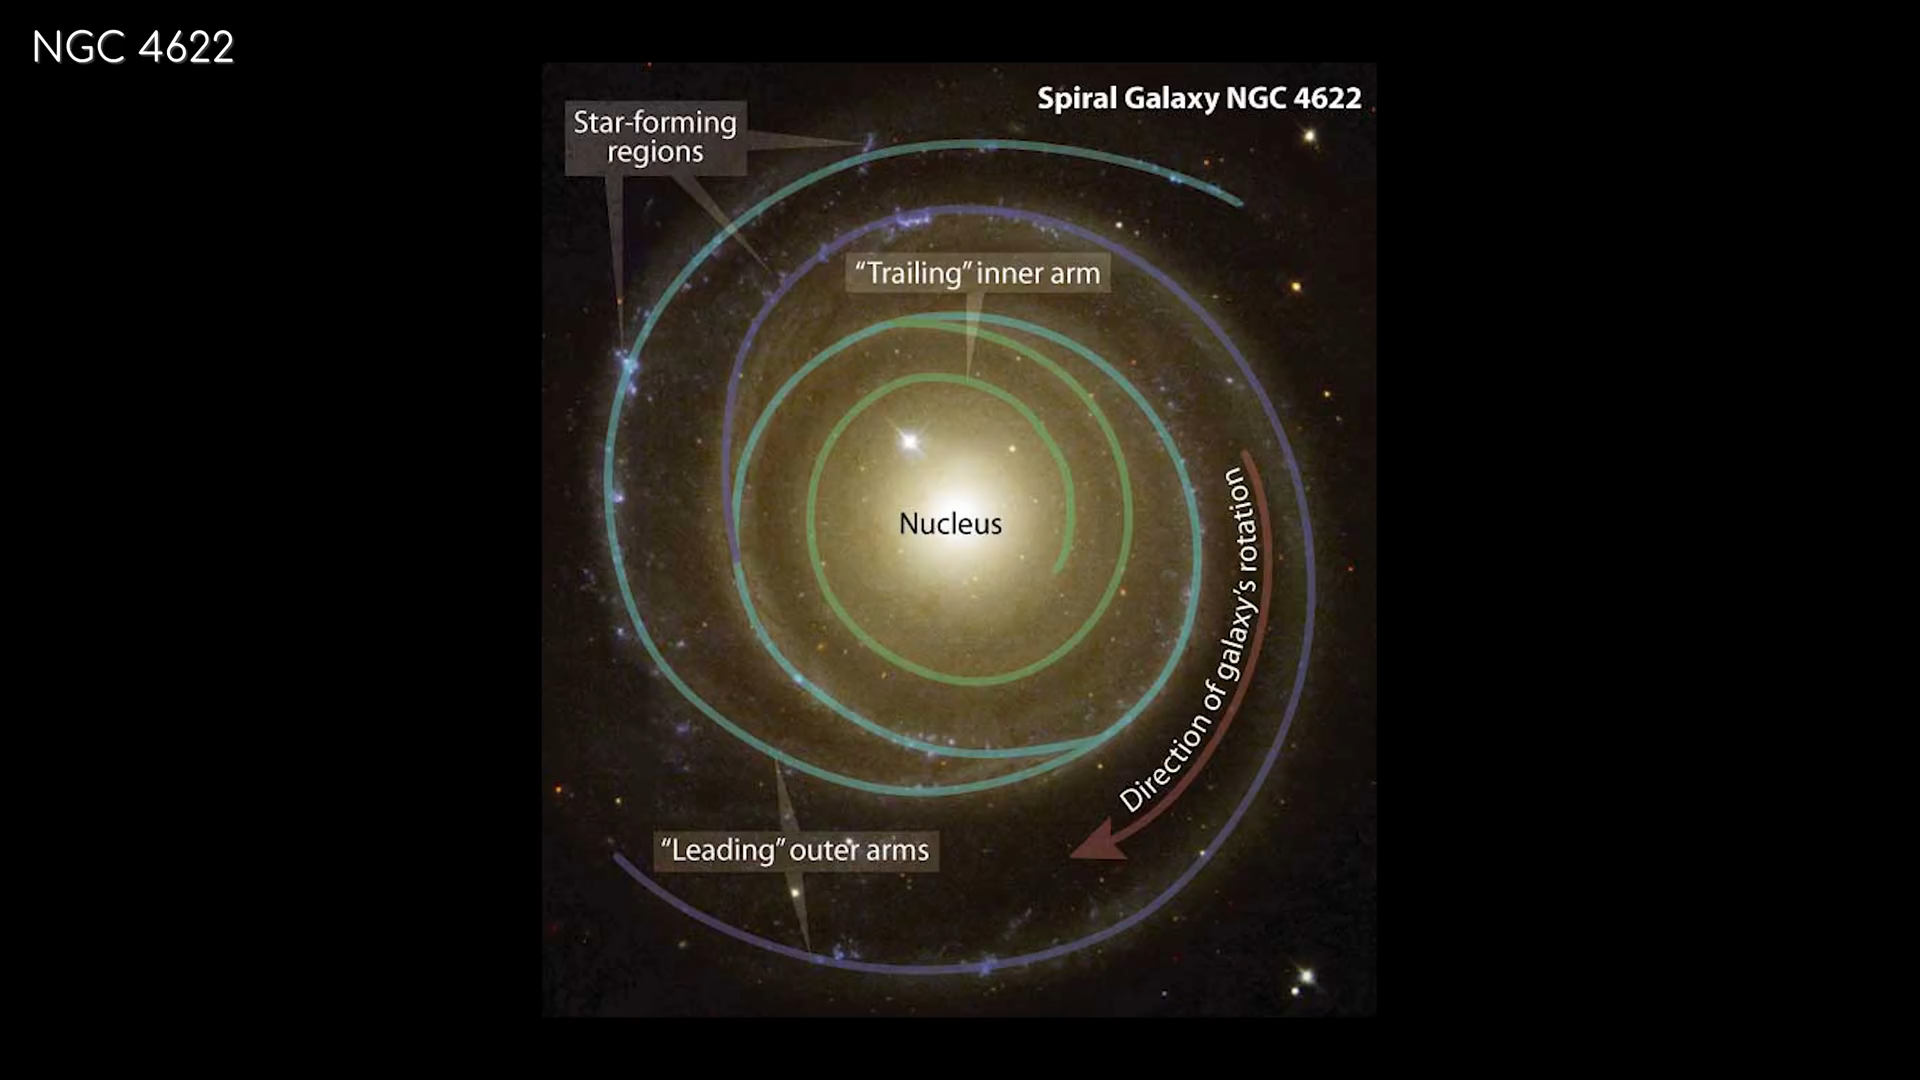 NGC 4622
Spiral Galaxy NGC 4622
Star-forming
regions
“Trailing” inner arm
Nucleus
Direction of galaxy’s rotation
“Leading” outer arms